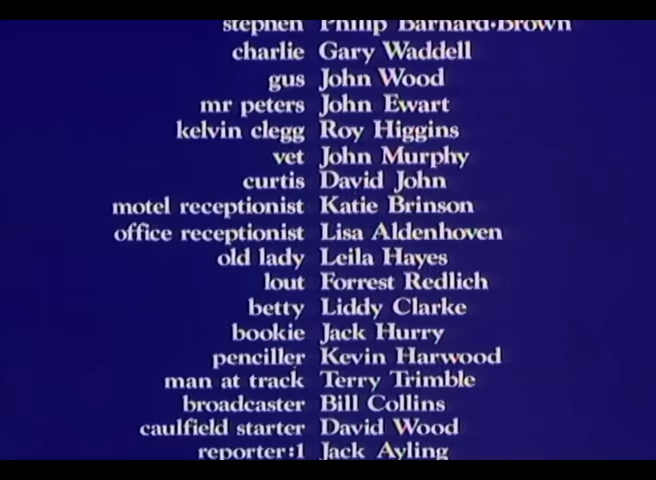 stephen Philip Barnard-Brown
charlie Gary Waddell
gus John Wood
mr peters John Ewart
kelvin clegg Roy Higgins
vet John Murphy
curtis David John
motel receptionist Katie Brinson
office receptionist Lisa Aldenhoven
old lady Leila Hayes
lout Forrest Redlich
betty Liddy Clarke
bookie Jack Hurry
penciller Kevin Harwood
man at track Terry Trimble
broadcaster Bill Collins
caulfield starter David Wood
reporter:1 Jack Ayling